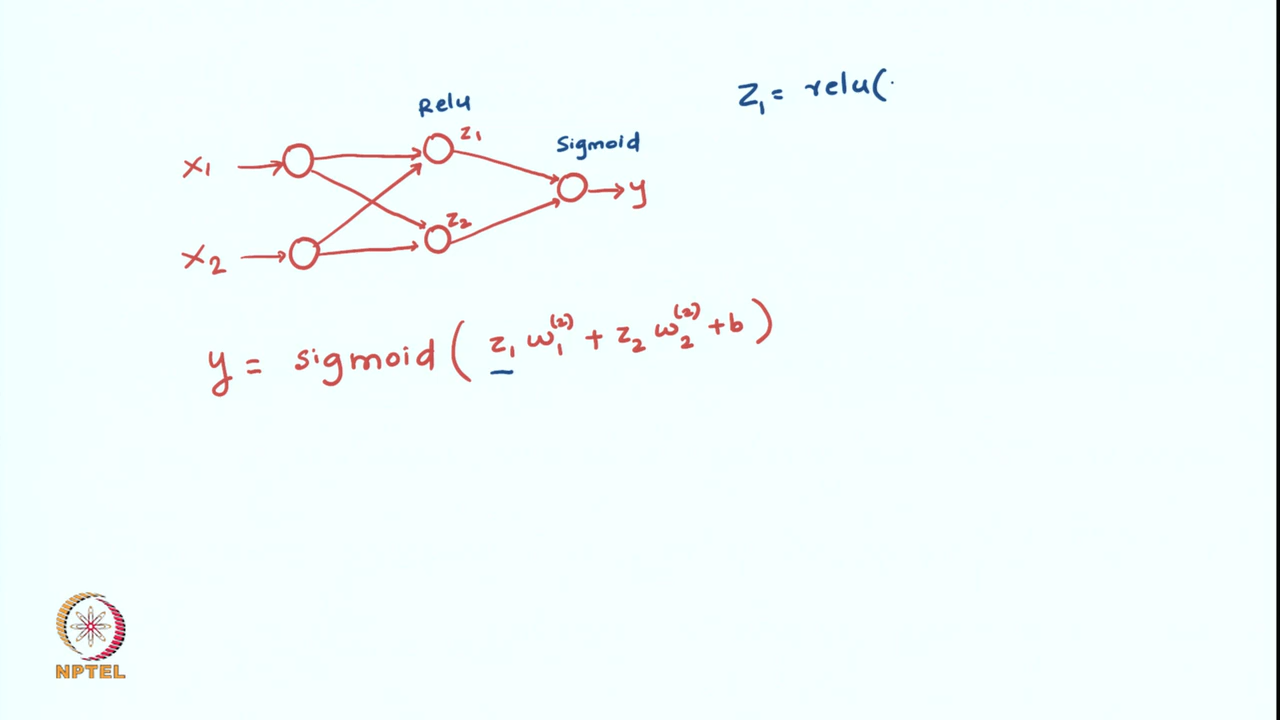 z₁ = relu(
Relu
z₁
Sigmoid
x₁
y
z₂
x₂
y = sigmoid ( z₁ w₁⁽²⁾ + z₂ w₂⁽²⁾ + b )
NPTEL